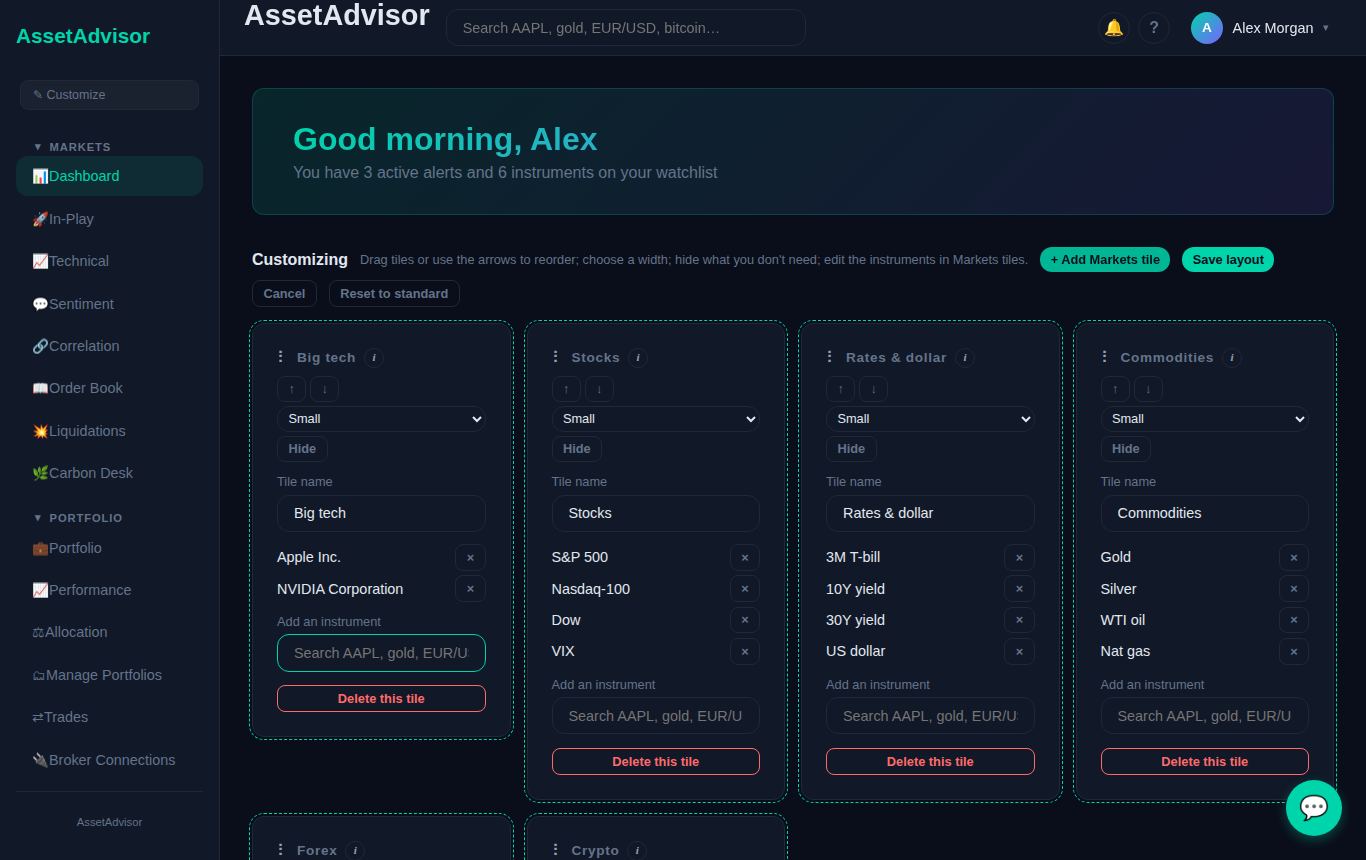 AssetAdvisor
AssetAdvisor
Search AAPL, gold, EUR/USD, bitcoin…
?
A
Alex Morgan
✎ Customize
MARKETS
Dashboard
In-Play
Technical
Sentiment
Correlation
Order Book
Liquidations
Carbon Desk
PORTFOLIO
Portfolio
Performance
Allocation
Manage Portfolios
Trades
Broker Connections
AssetAdvisor
Good morning, Alex
You have 3 active alerts and 6 instruments on your watchlist
Customizing
Drag tiles or use the arrows to reorder; choose a width; hide what you don't need; edit the instruments in Markets tiles.
+ Add Markets tile
Save layout
Cancel
Reset to standard
Big tech i
↑ ↓
Small
Hide
Tile name
Big tech
Apple Inc. ×
NVIDIA Corporation ×
Add an instrument
Search AAPL, gold, EUR/U
Delete this tile
Stocks i
↑ ↓
Small
Hide
Tile name
Stocks
S&P 500 ×
Nasdaq-100 ×
Dow ×
VIX ×
Add an instrument
Search AAPL, gold, EUR/U
Delete this tile
Rates & dollar i
↑ ↓
Small
Hide
Tile name
Rates & dollar
3M T-bill ×
10Y yield ×
30Y yield ×
US dollar ×
Add an instrument
Search AAPL, gold, EUR/U
Delete this tile
Commodities i
↑ ↓
Small
Hide
Tile name
Commodities
Gold ×
Silver ×
WTI oil ×
Nat gas ×
Add an instrument
Search AAPL, gold, EUR/U
Delete this tile
Forex i
Crypto i